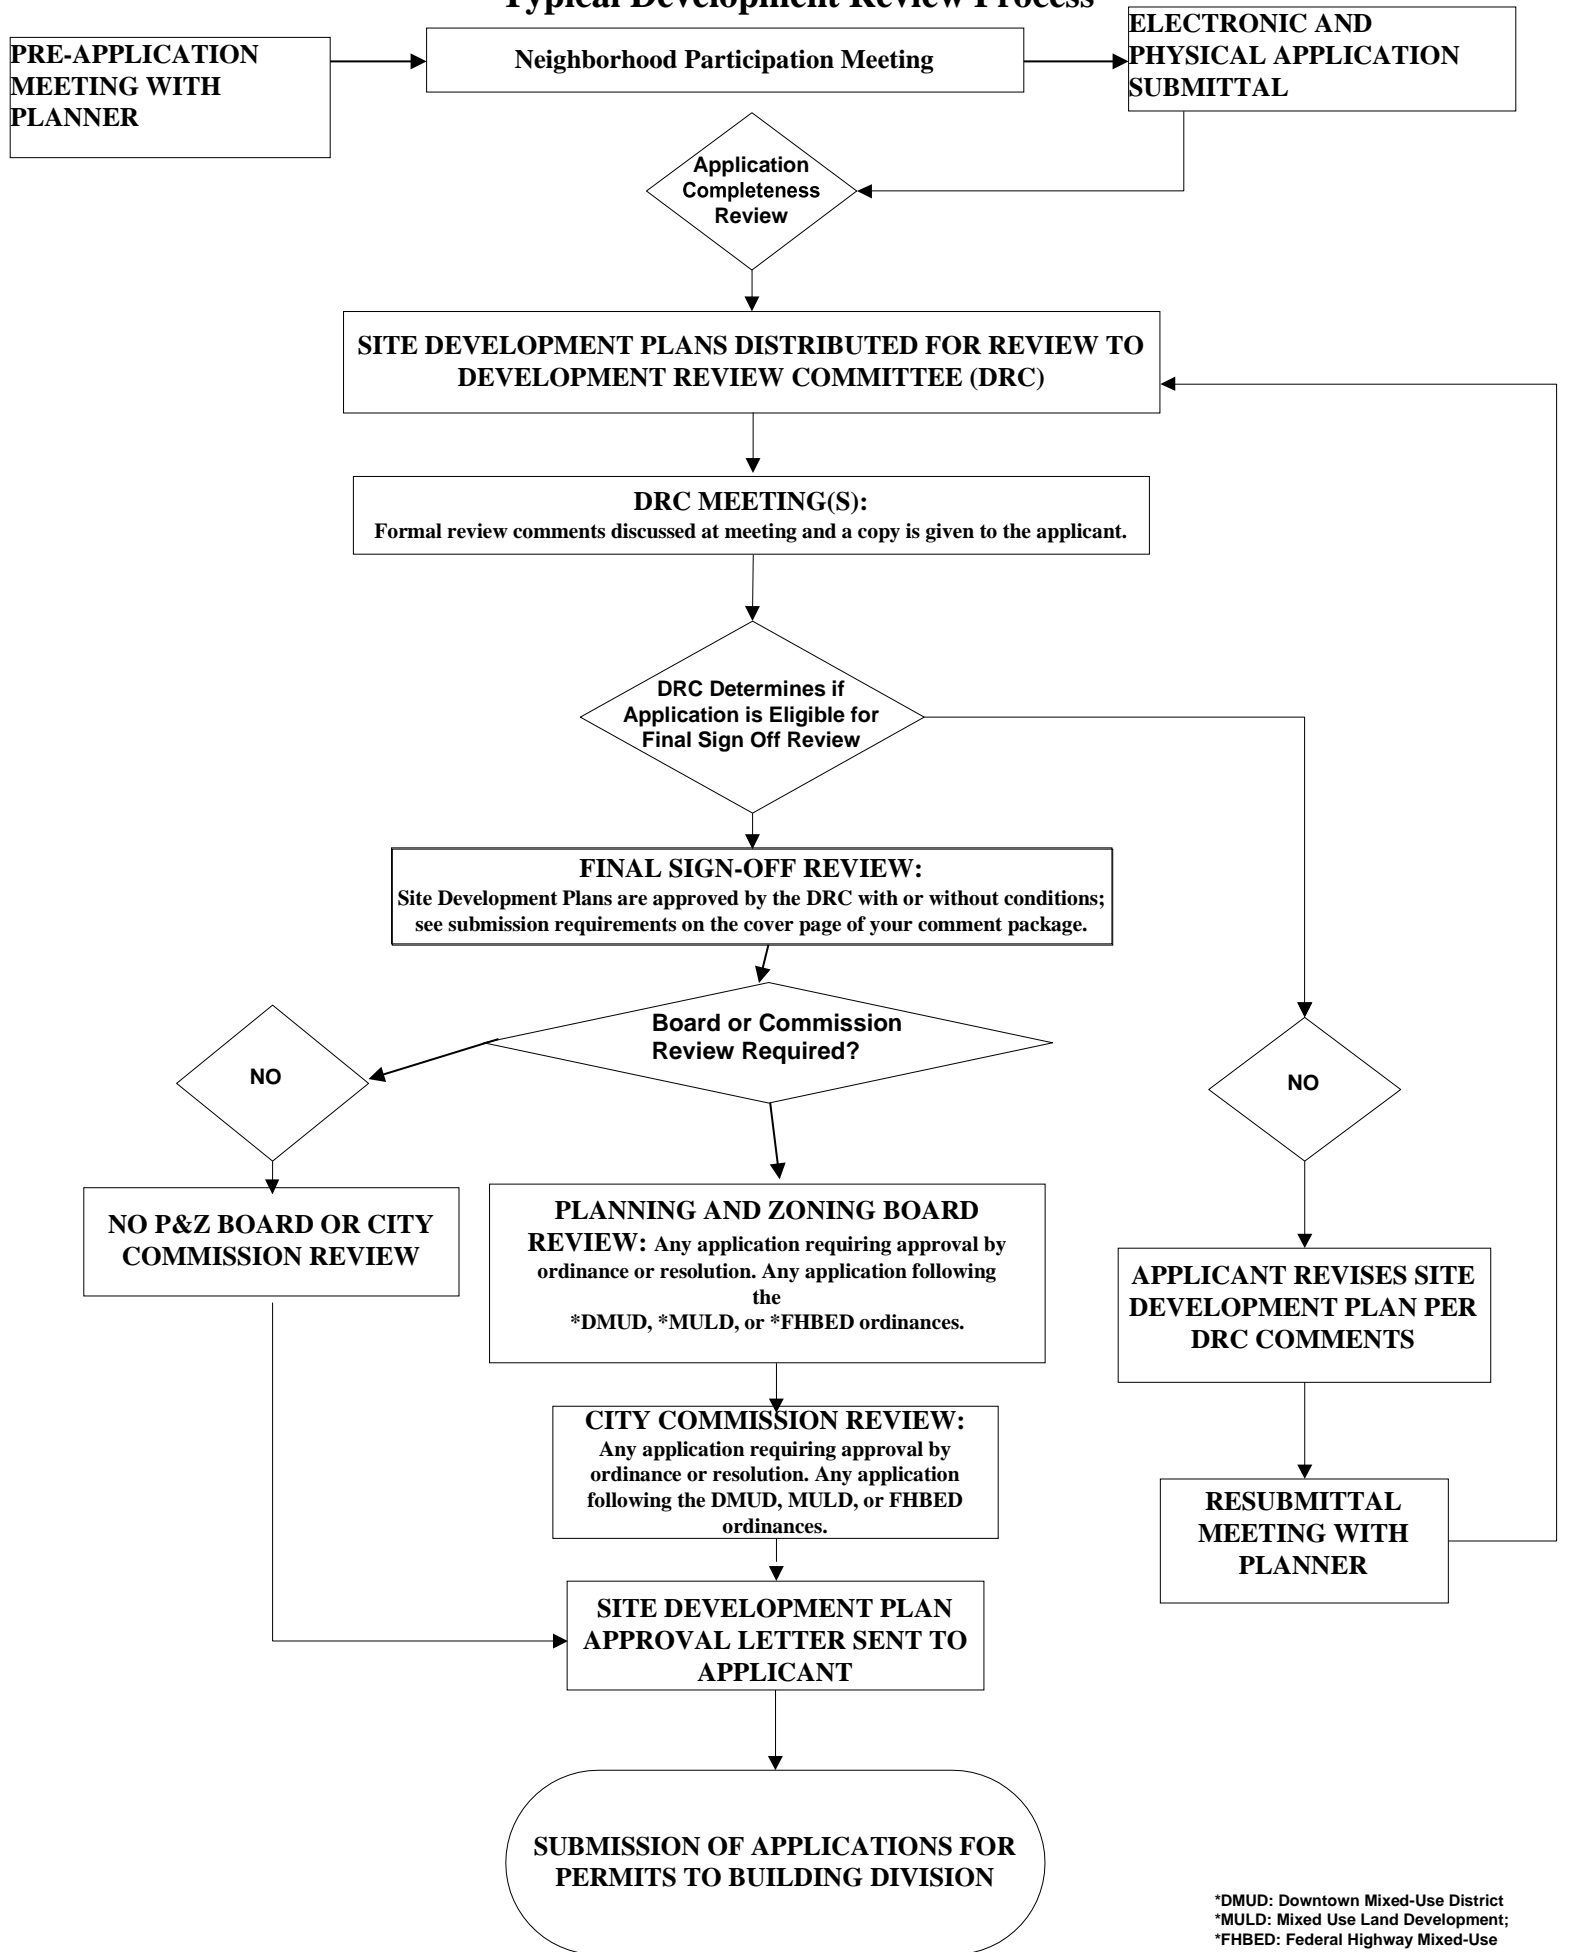 Typical Development Review Process
PRE-APPLICATION
MEETING WITH
PLANNER
Neighborhood Participation Meeting
ELECTRONIC AND
PHYSICAL APPLICATION
SUBMITTAL
Application
Completeness
Review
SITE DEVELOPMENT PLANS DISTRIBUTED FOR REVIEW TO
DEVELOPMENT REVIEW COMMITTEE (DRC)
DRC MEETING(S):
Formal review comments discussed at meeting and a copy is given to the applicant.
DRC Determines if
Application is Eligible for
Final Sign Off Review
FINAL SIGN-OFF REVIEW:
Site Development Plans are approved by the DRC with or without conditions;
see submission requirements on the cover page of your comment package.
Board or Commission
Review Required?
NO
NO
NO P&Z BOARD OR CITY
COMMISSION REVIEW
PLANNING AND ZONING BOARD
REVIEW: Any application requiring approval by
ordinance or resolution. Any application following
the
*DMUD, *MULD, or *FHBED ordinances.
APPLICANT REVISES SITE
DEVELOPMENT PLAN PER
DRC COMMENTS
CITY COMMISSION REVIEW:
Any application requiring approval by
ordinance or resolution. Any application
following the DMUD, MULD, or FHBED
ordinances.
RESUBMITTAL
MEETING WITH
PLANNER
SITE DEVELOPMENT PLAN
APPROVAL LETTER SENT TO
APPLICANT
SUBMISSION OF APPLICATIONS FOR
PERMITS TO BUILDING DIVISION
*DMUD: Downtown Mixed-Use District
*MULD: Mixed Use Land Development;
*FHBED: Federal Highway Mixed-Use